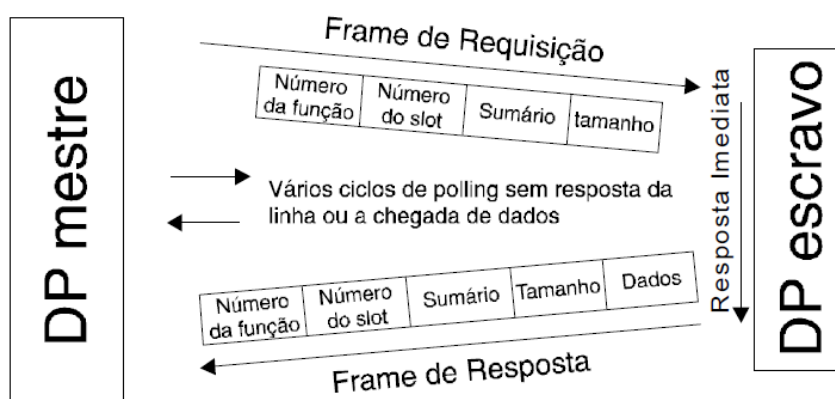 DP mestre
Frame de Requisição
Número
da função
Número
do slot
Sumário
tamanho
Vários ciclos de polling sem resposta da
linha ou a chegada de dados
Número
da função
Número
do slot
Sumário
Tamanho
Dados
Frame de Resposta
Resposta Imediata
DP escravo